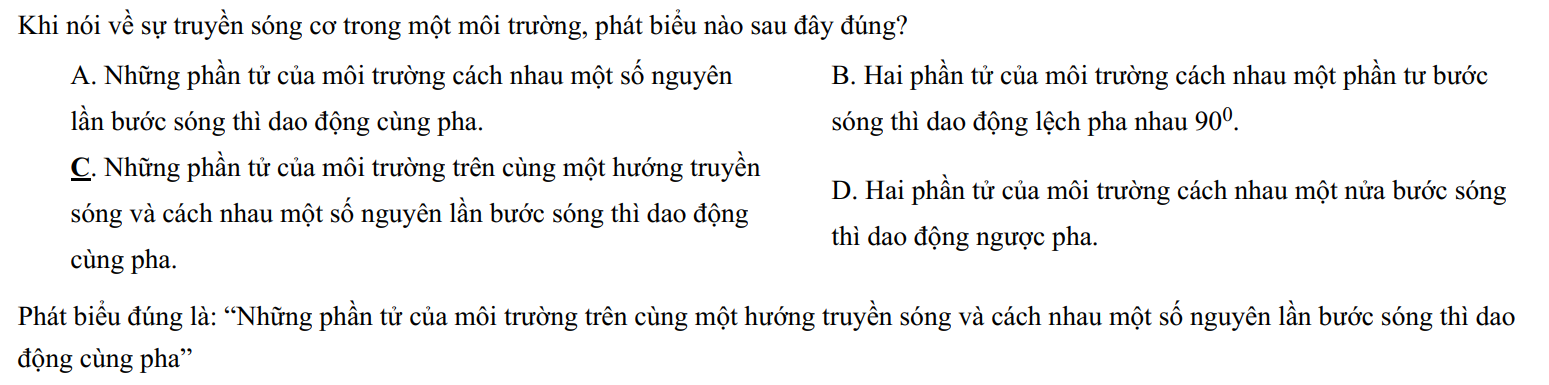 Khi nói về sự truyền sóng cơ trong một môi trường, phát biểu nào sau đây đúng?
A. Những phần tử của môi trường cách nhau một số nguyên
lần bước sóng thì dao động cùng pha.
B. Hai phần tử của môi trường cách nhau một phần tư bước
sóng thì dao động lệch pha nhau 90⁰.
C. Những phần tử của môi trường trên cùng một hướng truyền
sóng và cách nhau một số nguyên lần bước sóng thì dao động
cùng pha.
D. Hai phần tử của môi trường cách nhau một nửa bước sóng
thì dao động ngược pha.
Phát biểu đúng là: “Những phần tử của môi trường trên cùng một hướng truyền sóng và cách nhau một số nguyên lần bước sóng thì dao
động cùng pha”